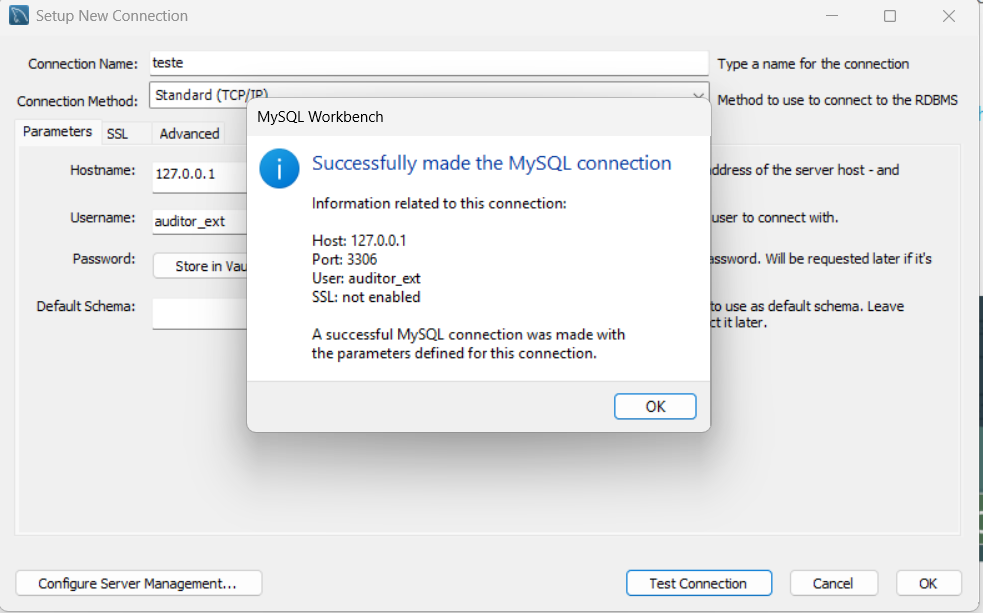 Setup New Connection
Connection Name: teste Type a name for the connection
Connection Method: Standard (TCP/IP) Method to use to connect to the RDBMS
MySQL Workbench
Parameters SSL Advanced
Successfully made the MySQL connection
Hostname: 127.0.0.1 address of the server host - and
Information related to this connection:
Username: auditor_ext user to connect with.
Host: 127.0.0.1
Port: 3306
User: auditor_ext
SSL: not enabled
Password: Store in Vau
Will be requested later if it's
Default Schema: to use as default schema. Leave
it later.
A successful MySQL connection was made with
the parameters defined for this connection.
OK
Configure Server Management... Test Connection Cancel OK